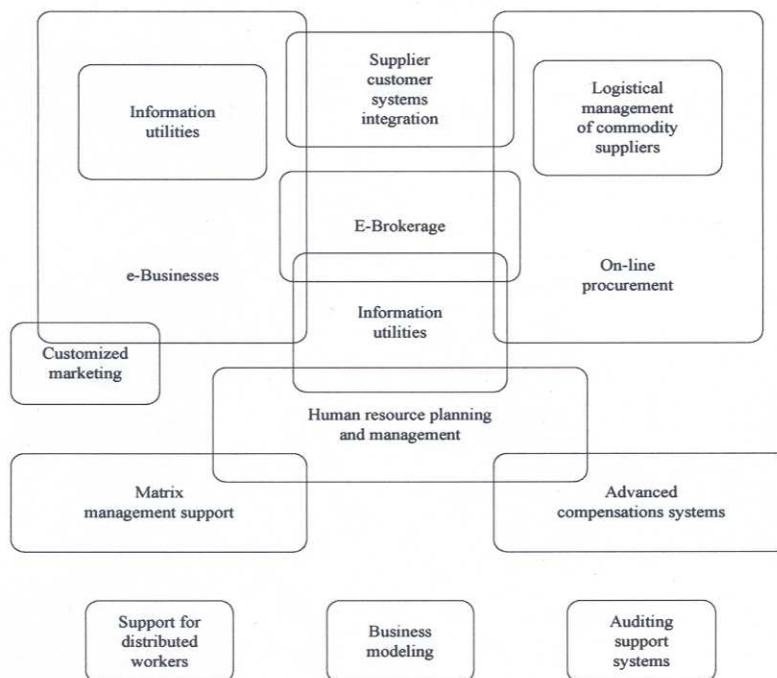 Supplier
customer
systems
integration
Information
utilities
Logistical
management
of commodity
suppliers
E-Brokerage
e-Businesses
On-line
procurement
Information
utilities
Customized
marketing
Human resource planning
and management
Matrix
management support
Advanced
compensations systems
Support for
distributed
workers
Business
modeling
Auditing
support
systems